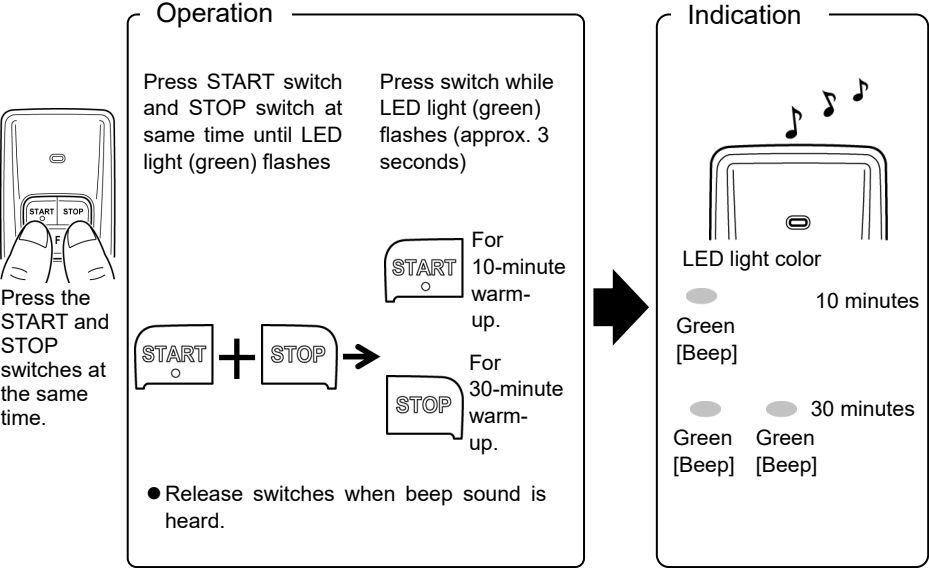 Operation
Press START switch
and STOP switch at
same time until LED
light (green) flashes
Press switch while
LED light (green)
flashes (approx. 3
seconds)
START STOP
F
Press the
START and
STOP
switches at
the same
time.
START + STOP
START
For
10-minute
warm-
up.
STOP
For
30-minute
warm-
up.
● Release switches when beep sound is
heard.
Indication
LED light color
10 minutes
Green
[Beep]
30 minutes
Green Green
[Beep] [Beep]